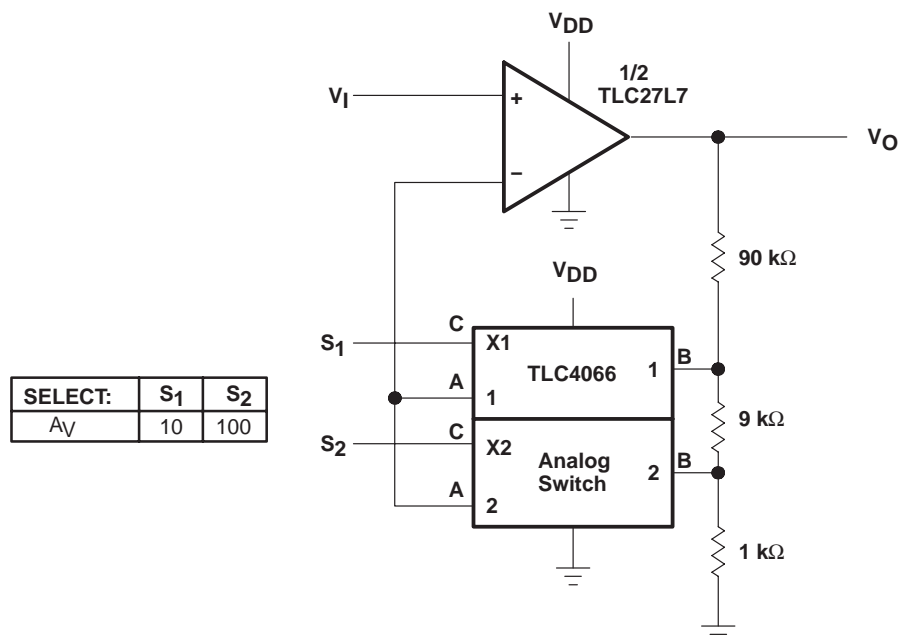 VDD
1/2
TLC27L7
VI
+
−
VO
90 kΩ
VDD
S1
C
X1
TLC4066
1
B
A
1
9 kΩ
S2
C
X2
Analog
Switch
2
B
A
2
1 kΩ
SELECT: S1 S2
AV 10 100